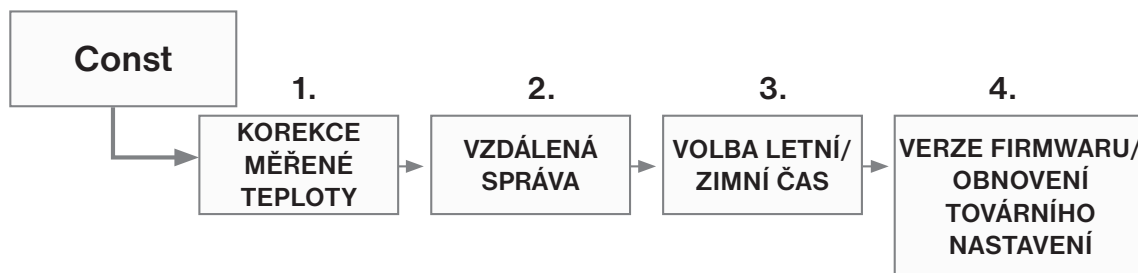 Const
1.
KOREKCE
MĚŘENÉ
TEPLOTY
2.
VZDÁLENÁ
SPRÁVA
3.
VOLBA LETNÍ/
ZIMNÍ ČAS
4.
VERZE FIRMWARU/
OBNOVENÍ
TOVÁRNÍHO
NASTAVENÍ